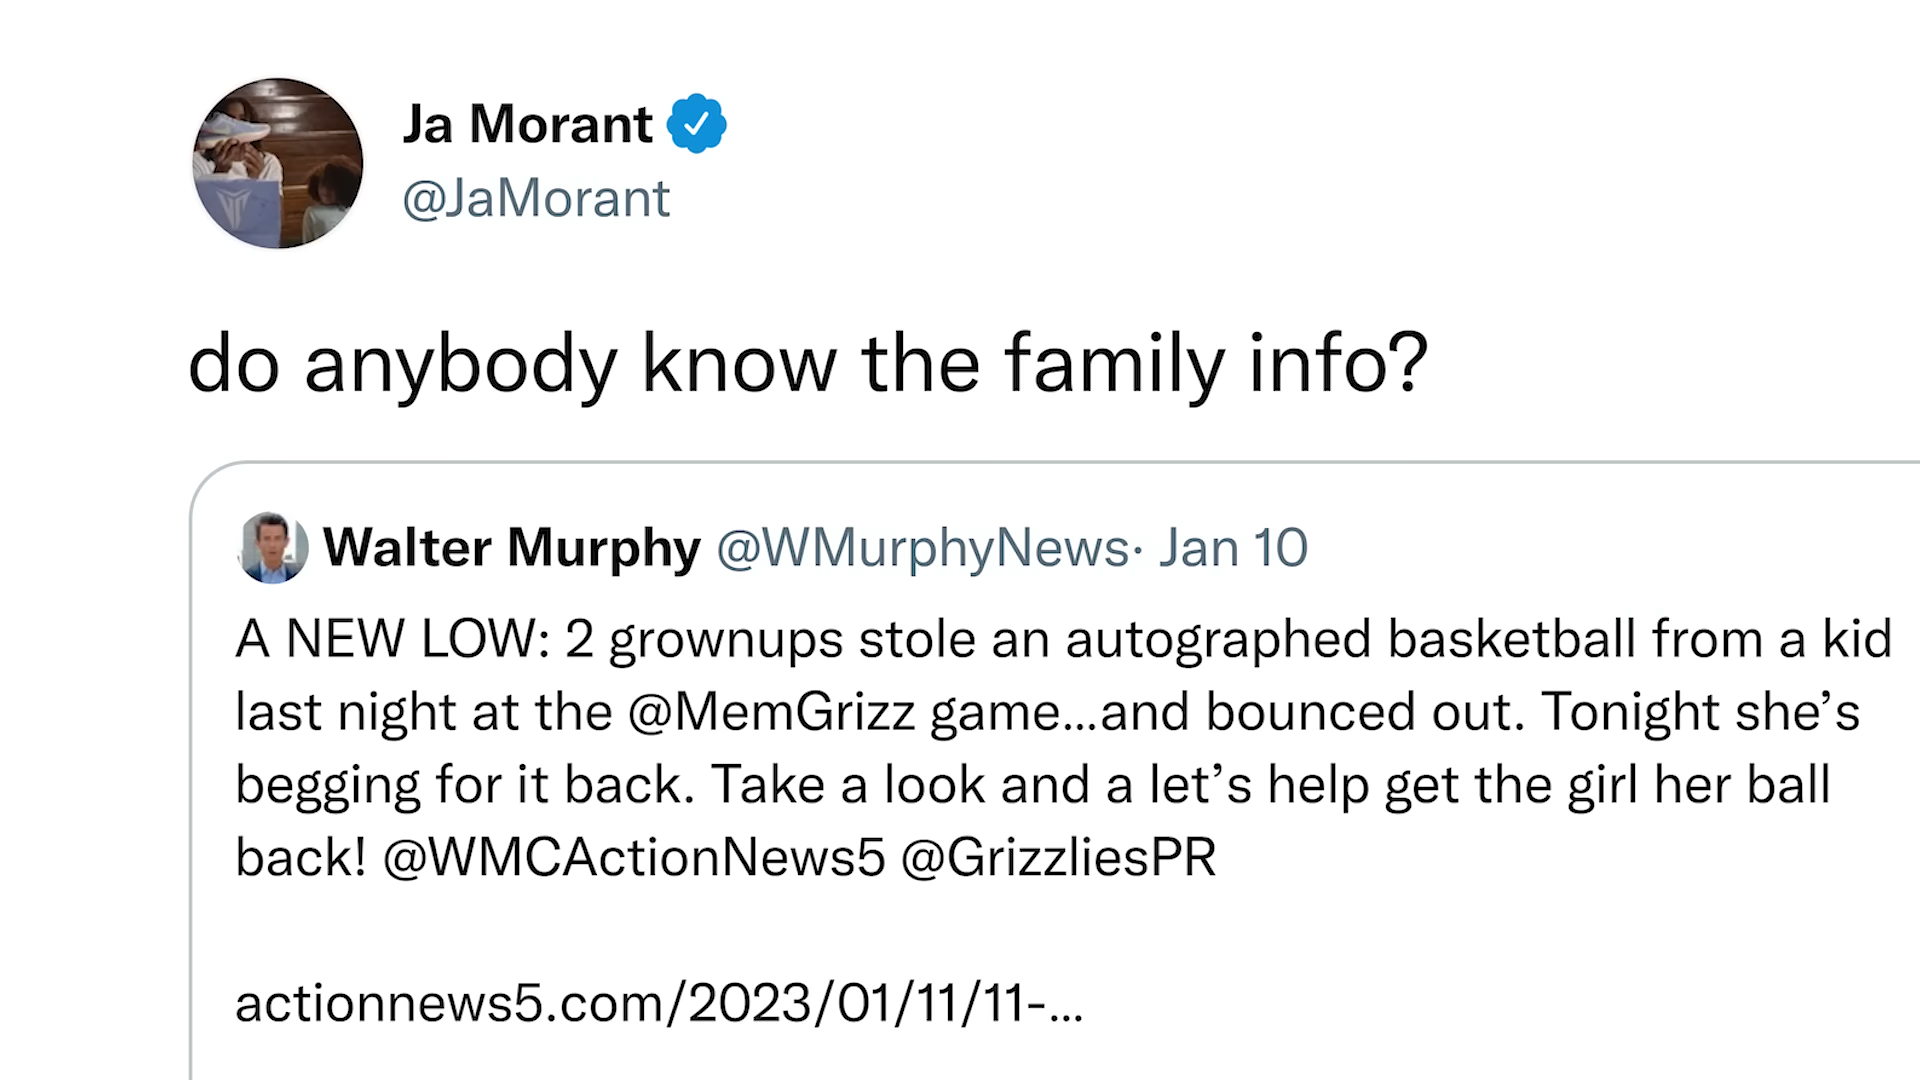 Ja Morant
@JaMorant
do anybody know the family info?
Walter Murphy @WMurphyNews· Jan 10
A NEW LOW: 2 grownups stole an autographed basketball from a kid
last night at the @MemGrizz game...and bounced out. Tonight she’s
begging for it back. Take a look and a let’s help get the girl her ball
back! @WMCActionNews5 @GrizzliesPR
actionnews5.com/2023/01/11/11-...